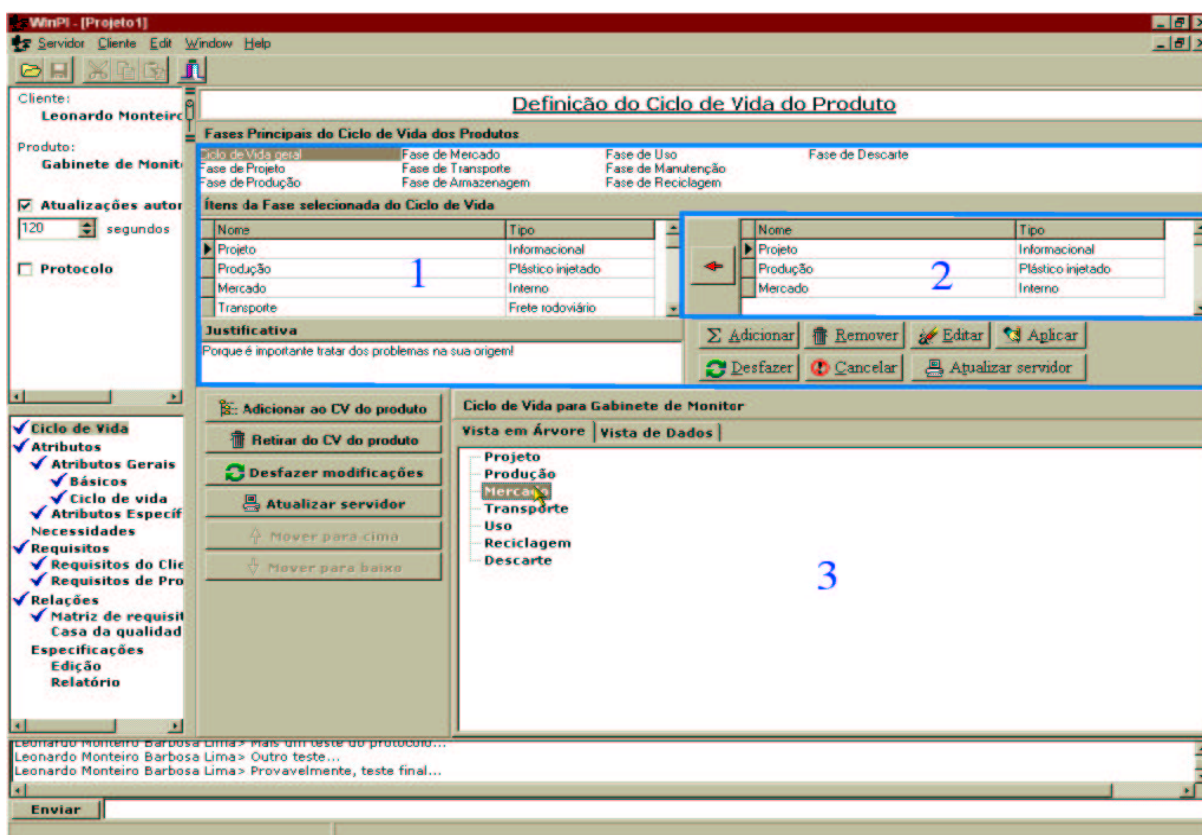 WinPI - [Projeto1]
Servidor Cliente Edit Window Help
Cliente:
Leonardo Monteiro
Produto:
Gabinete de Monit
Atualizações autor
120 segundos
Protocolo
Definição do Ciclo de Vida do Produto
Fases Principais do Ciclo de Vida dos Produtos
Ciclo de Vida geral Fase de Mercado Fase de Uso Fase de Descarte
Fase de Projeto Fase de Transporte Fase de Manutenção
Fase de Produção Fase de Armazenagem Fase de Reciclagem
Ítens da Fase selecionada do Ciclo de Vida
Nome Tipo
Projeto Informacional
Produção Plástico injetado
Mercado Interno
Transporte Frete rodoviário
1
Nome Tipo
Projeto Informacional
Produção Plástico injetado
Mercado Interno
2
Justificativa
Porque é importante tratar dos problemas na sua origem!
Σ Adicionar Remover Editar Aplicar
Desfazer Cancelar Atualizar servidor
Ciclo de Vida
Atributos
Atributos Gerais
Básicos
Ciclo de vida
Atributos Específ
Necessidades
Requisitos
Requisitos do Clie
Requisitos de Pro
Relações
Matriz de requisit
Casa da qualidad
Especificações
Edição
Relatório
Adicionar ao CV do produto
Retirar do CV do produto
Desfazer modificações
Atualizar servidor
Mover para cima
Mover para baixo
Ciclo de Vida para Gabinete de Monitor
Vista em Árvore Vista de Dados
Projeto
Produção
Mercado
Transporte
Uso
Reciclagem
Descarte
3
Leonardo Monteiro Barbosa Lima> Mais um teste do protocolo...
Leonardo Monteiro Barbosa Lima> Outro teste...
Leonardo Monteiro Barbosa Lima> Provavelmente, teste final...
Enviar